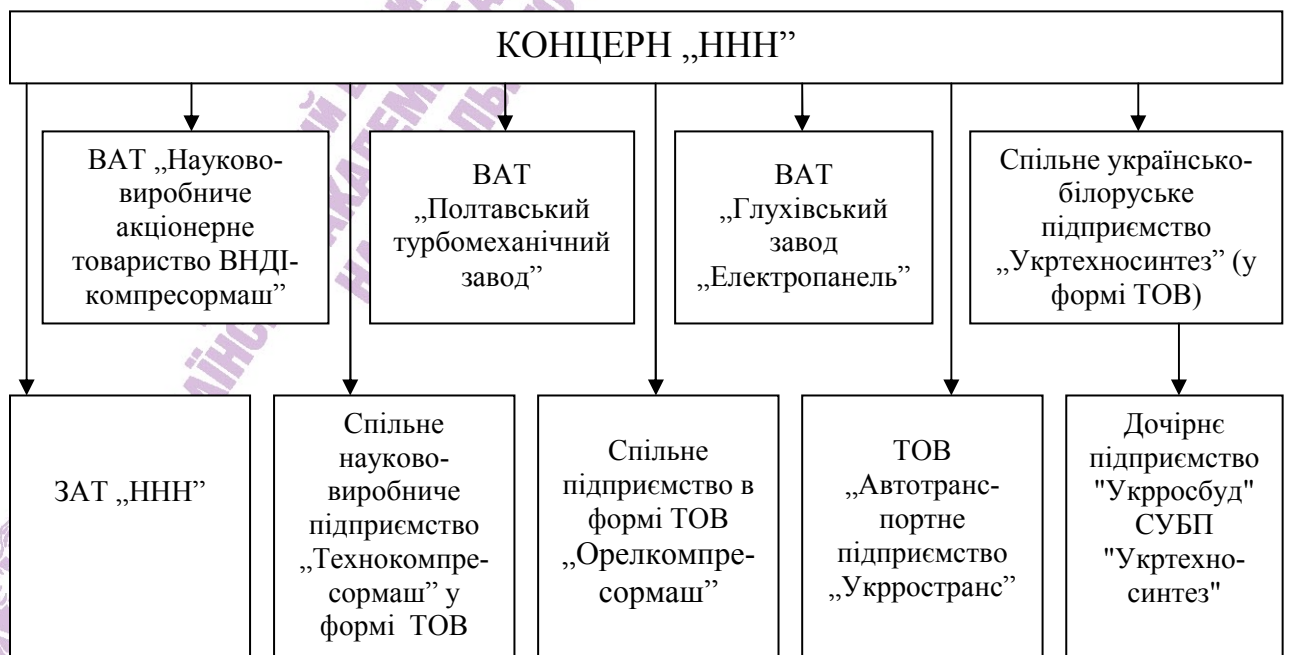 КОНЦЕРН „ННН”
ВАТ „Науково-
виробниче
акціонерне
товариство ВНДІ-
компресормаш”
ВАТ
„Полтавський
турбомеханічний
завод”
ВАТ
„Глухівський
завод
„Електропанель”
Спільне українсько-
білоруське
підприємство
„Укртехносинтез” (у
формі ТОВ)
ЗАТ „ННН”
Спільне
науково-
виробниче
підприємство
„Технокомпре-
сормаш” у
формі ТОВ
Спільне
підприємство в
формі ТОВ
„Орелкомпре-
сормаш”
ТОВ
„Автотранс-
портне
підприємство
„Укрространс”
Дочірнє
підприємство
"Укрросбуд"
СУБП
"Укртехно-
синтез"